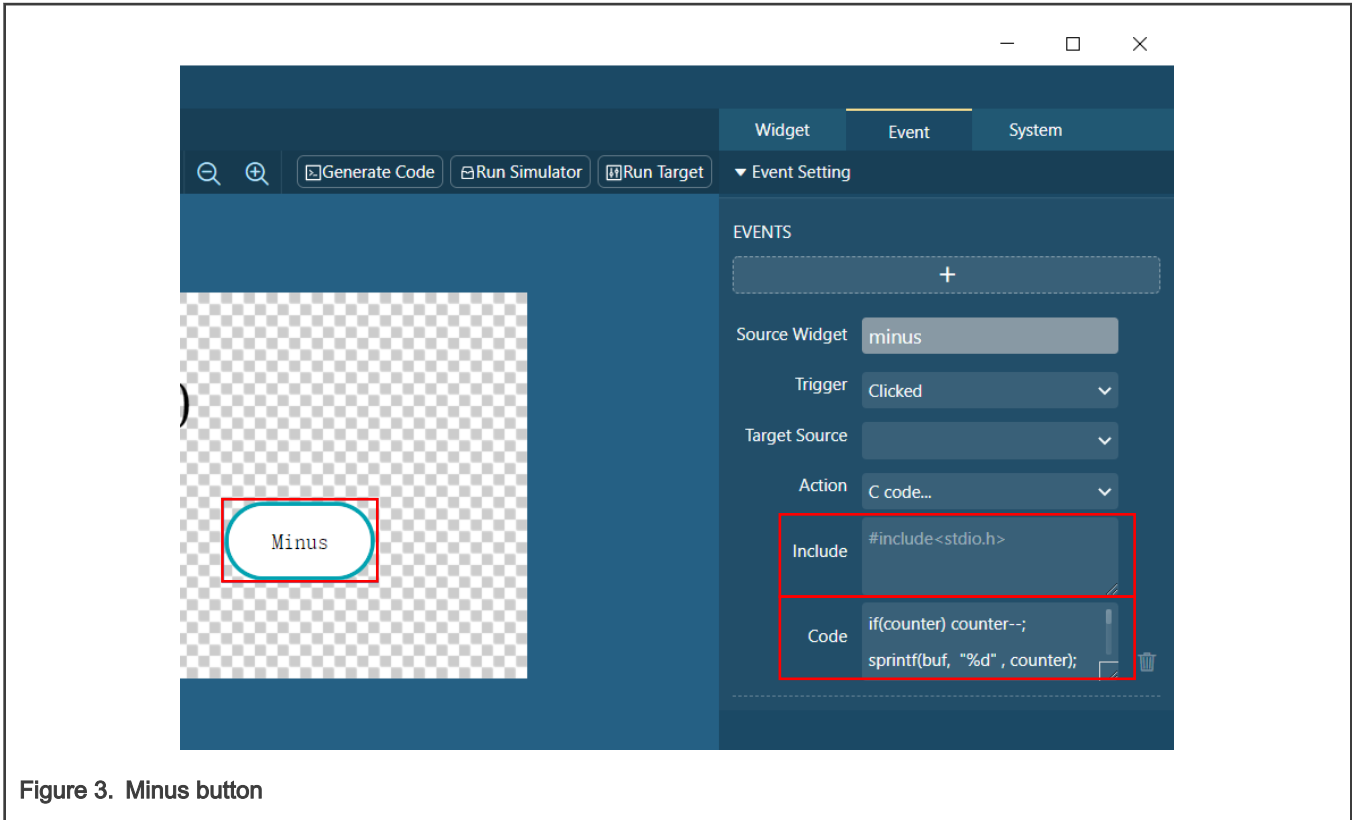 Widget Event System
Generate Code Run Simulator Run Target Event Setting
EVENTS
+
Source Widget minus
Trigger Clicked
Target Source
Action C code...
Include #include<stdio.h>
Minus
Code if(counter) counter--;
sprintf(buf, "%d" , counter);
Figure 3. Minus button